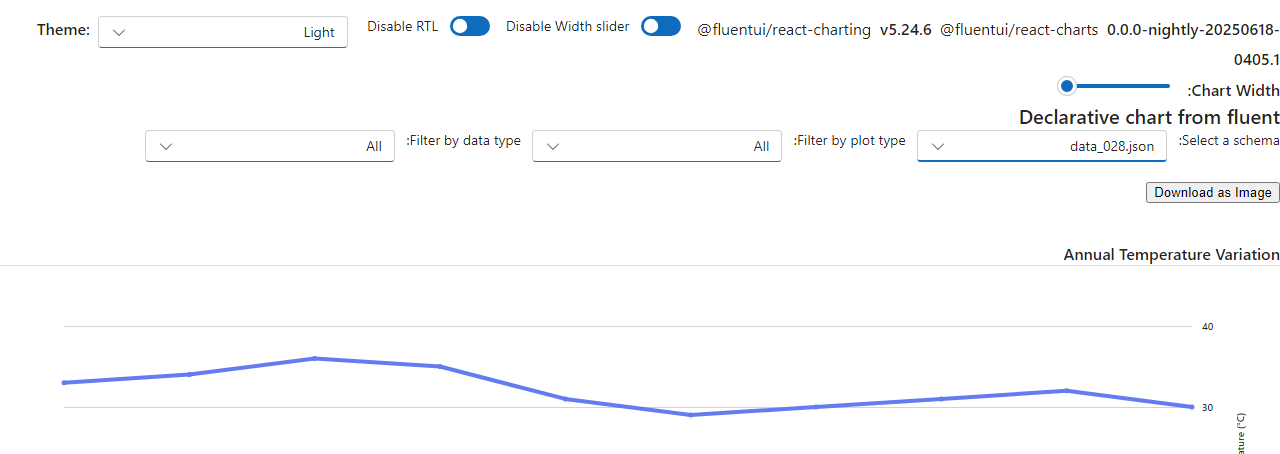 Theme:
Light
Disable RTL
Disable Width slider
@fluentui/react-charting v5.24.6 @fluentui/react-charts 0.0.0-nightly-20250618-
0405.1
:Chart Width
Declarative chart from fluent
:Select a schema
data_028.json
:Filter by plot type
All
:Filter by data type
All
Download as Image
Annual Temperature Variation
40
30
ature (°C)